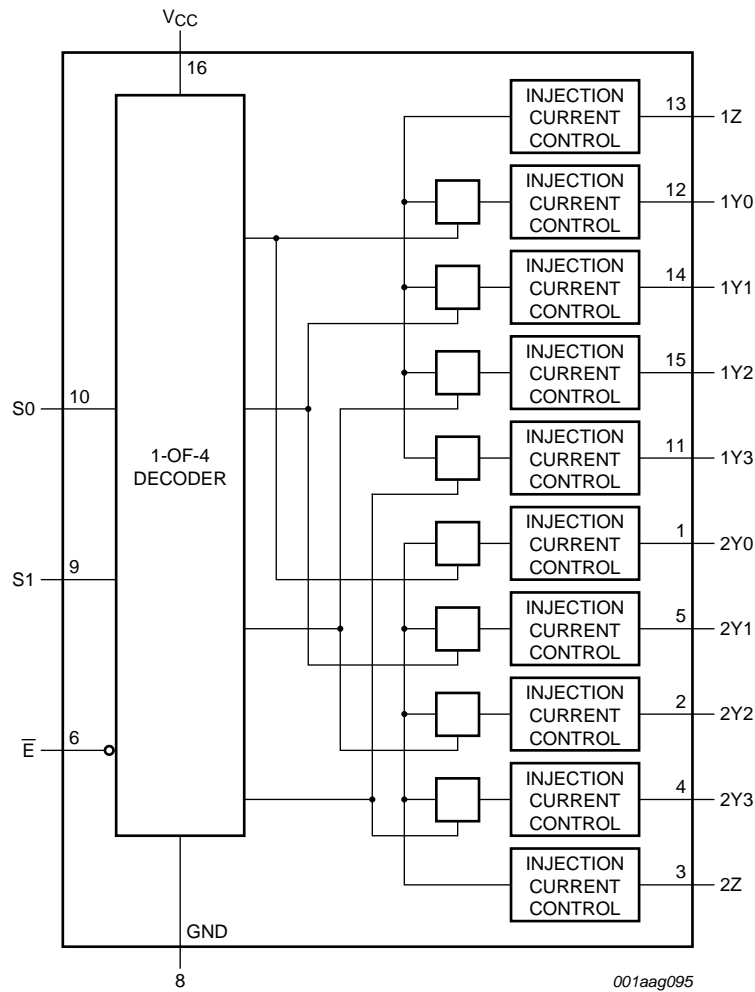 VCC
16
INJECTION
CURRENT
CONTROL
13
1Z
INJECTION
CURRENT
CONTROL
12
1Y0
INJECTION
CURRENT
CONTROL
14
1Y1
INJECTION
CURRENT
CONTROL
15
1Y2
S0
10
1-OF-4
DECODER
INJECTION
CURRENT
CONTROL
11
1Y3
INJECTION
CURRENT
CONTROL
1
2Y0
S1
9
INJECTION
CURRENT
CONTROL
5
2Y1
INJECTION
CURRENT
CONTROL
2
2Y2
E̅
6
INJECTION
CURRENT
CONTROL
4
2Y3
INJECTION
CURRENT
CONTROL
3
2Z
GND
8
001aag095